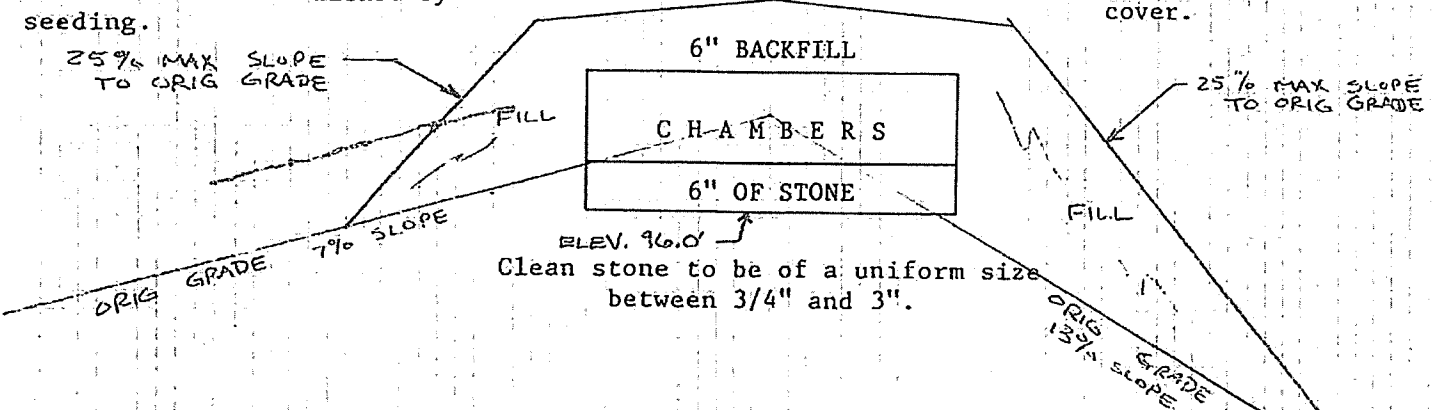 seeding.
cover.
25% MAX SLOPE
TO ORIG GRADE
6" BACKFILL
25% MAX SLOPE
TO ORIG GRADE
FILL
CHAMBERS
6" OF STONE
FILL
7% SLOPE
ORIG GRADE
ELEV. 96.0'
Clean stone to be of a uniform size
between 3/4" and 3".
ORIG GRADE
13% SLOPE